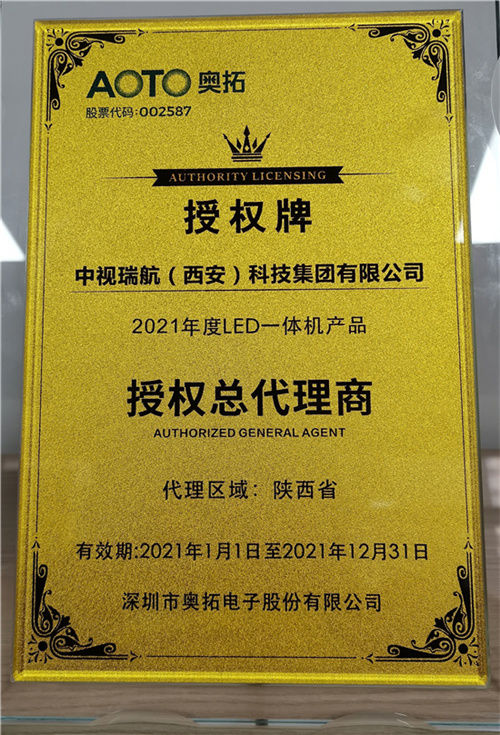 AOTO 奥拓
股票代码:002587
AUTHORITY LICENSING
授权牌
中视瑞航（西安）科技集团有限公司
2021年度LED一体机产品
授权总代理商
AUTHORIZED GENERAL AGENT
代理区域：陕西省
有效期:2021年1月1日至2021年12月31日
深圳市奥拓电子股份有限公司